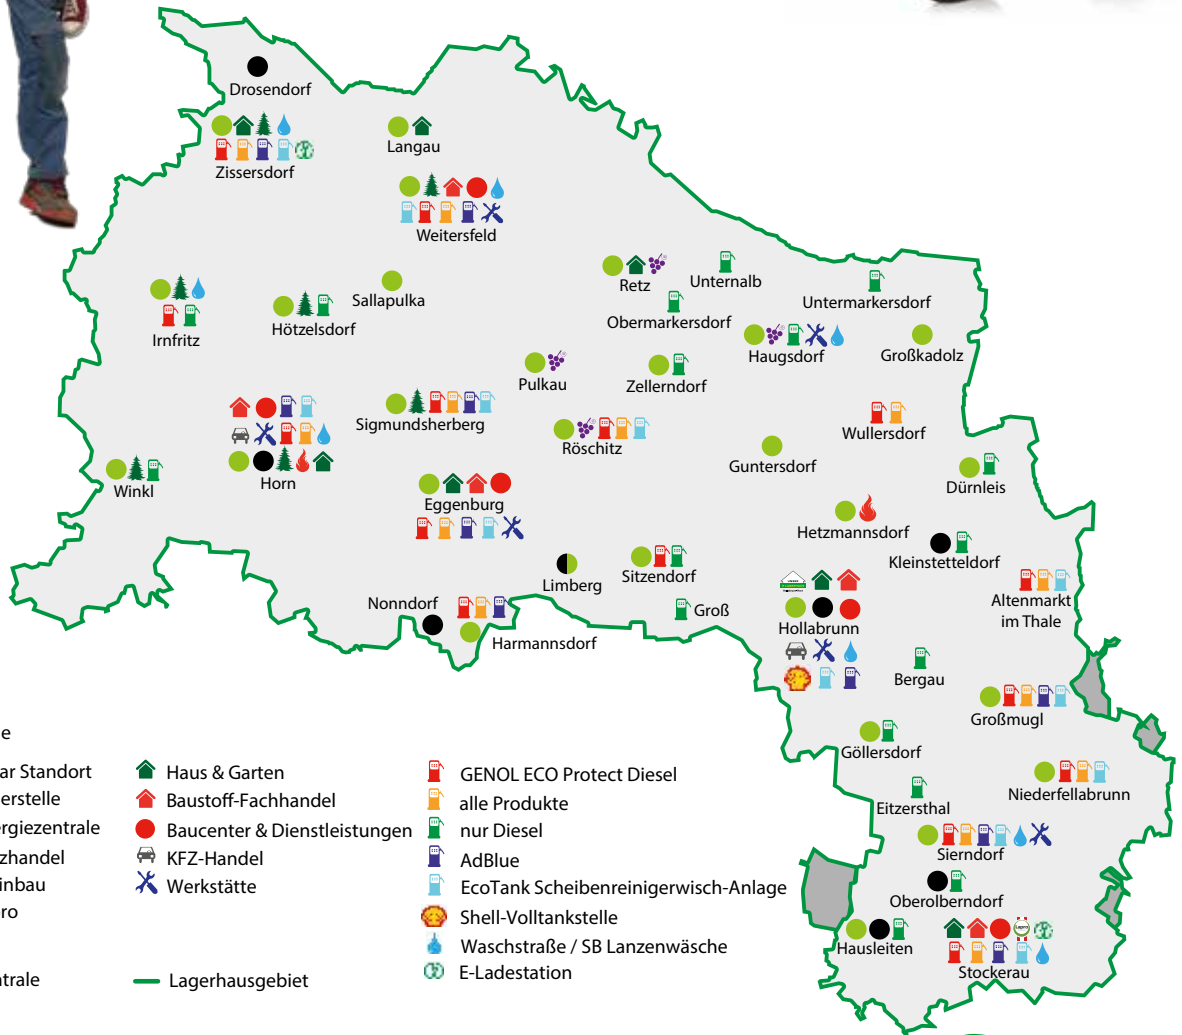 Drosendorf
Zissersdorf
Langau
Weitersfeld
Irnfritz
Hötzelsdorf
Sallapulka
Retz
Unternalb
Obermarkersdorf
Untermarkersdorf
Haugsdorf
Großkadolz
Pulkau
Zellerndorf
Sigmundsherberg
Röschitz
Wullersdorf
Guntersdorf
Winkl
Horn
Eggenburg
Dürnleis
Hetzmannsdorf
Kleinstetteldorf
Limberg
Sitzendorf
Altenmarkt
im Thale
Nonndorf
Harmannsdorf
Groß
Hollabrunn
Bergau
Großmugl
Göllersdorf
Eitzersthal
Niederfellabrunn
Sierndorf
Oberolberndorf
Hausleiten
Stockerau
e
ar Standort
erstelle
ergiezentrale
zhandel
inbau
ro
ntrale
Haus & Garten
Baustoff-Fachhandel
Baucenter & Dienstleistungen
KFZ-Handel
Werkstätte
Lagerhausgebiet
GENOL ECO Protect Diesel
alle Produkte
nur Diesel
AdBlue
EcoTank Scheibenreinigerwisch-Anlage
Shell-Volltankstelle
Waschstraße / SB Lanzenwäsche
E-Ladestation